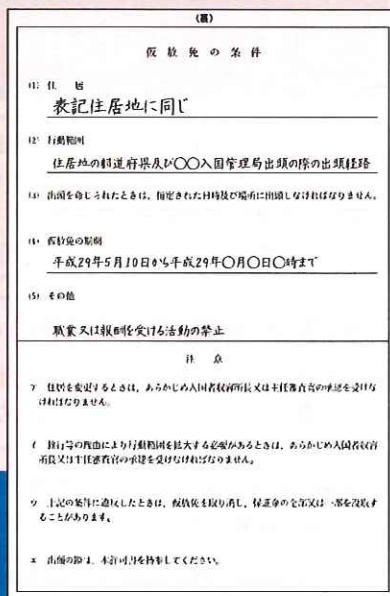 (裏)
仮放免の条件
(1) 住居
表記住居地に同じ
(2) 行動範囲
住居地の都道府県及び〇〇入国管理局出頭の際の出頭経路
(3) 出頭を命じられたときは、指定された日時及び場所に出頭しなければなりません。
(4) 仮放免の期間
平成29年5月10日から平成29年〇月〇日〇時まで
(5) その他
職業又は報酬を受ける活動の禁止
注意
ア 住居を変更するときは、あらかじめ入国者収容所長又は主任審査官の承認を受けな
ければなりません。
イ 旅行等の理由により行動範囲を拡大する必要があるときは、あらかじめ入国者収容
所長又は主任審査官の承認を受けなければなりません。
ウ 上記の条件に違反したときは、仮放免を取り消し、保証金の全部又は一部を没取す
ることがあります。
エ 出頭の際は、本許可書を持参してください。